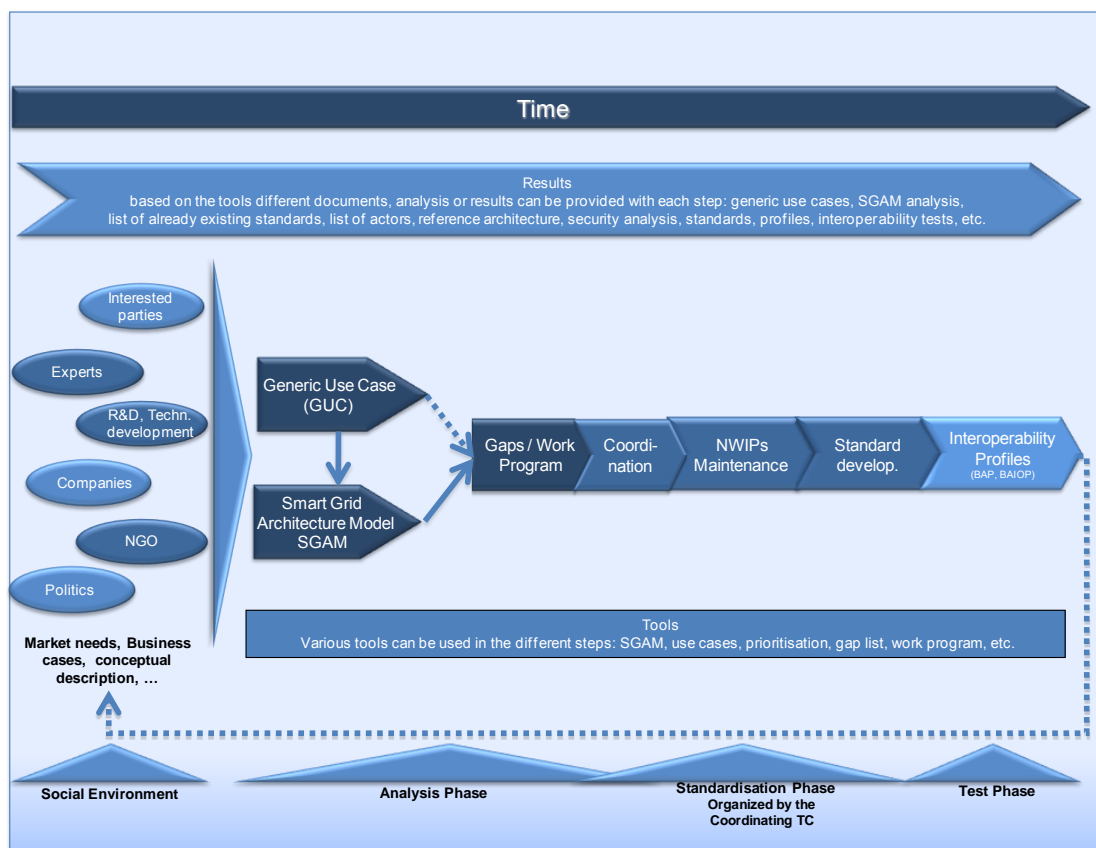 Time
Results
based on the tools different documents, analysis or results can be provided with each step: generic use cases, SGAM analysis,
list of already existing standards, list of actors, reference architecture, security analysis, standards, profiles, interoperability tests, etc.
Interested
parties
Experts
R&D, Techn.
development
Companies
NGO
Politics
Market needs, Business
cases, conceptual
description, ...
Generic Use Case
(GUC)
Smart Grid
Architecture Model
SGAM
Gaps / Work
Program
Coordi-
nation
NWIPs
Maintenance
Standard
develop.
Interoperability
Profiles
(BAP, BAIOP)
Tools
Various tools can be used in the different steps: SGAM, use cases, prioritisation, gap list, work program, etc.
Social Environment
Analysis Phase
Standardisation Phase
Organized by the
Coordinating TC
Test Phase